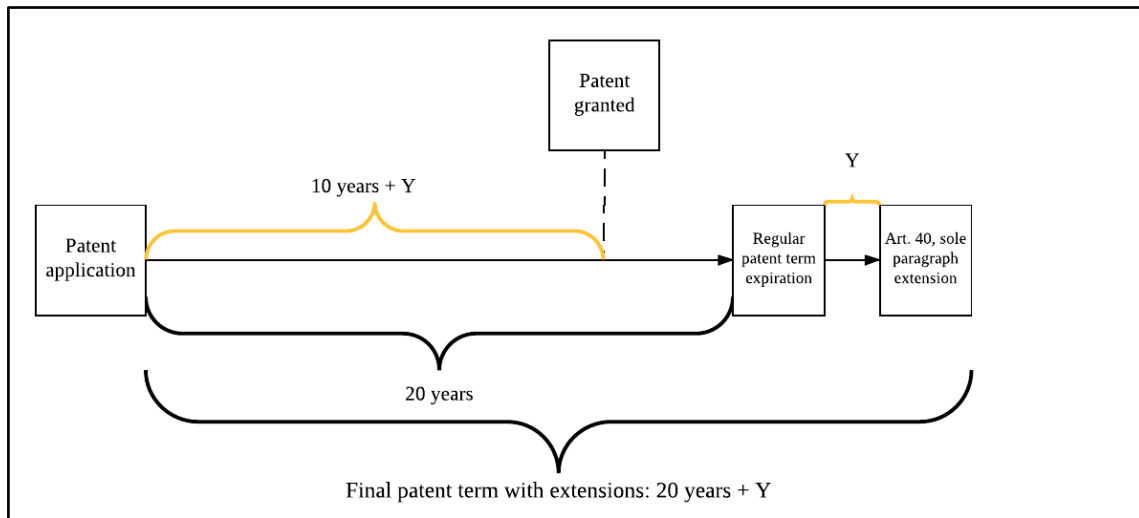 Patent
granted
Y
10 years + Y
Patent
application
Regular
patent term
expiration
Art. 40, sole
paragraph
extension
20 years
Final patent term with extensions: 20 years + Y